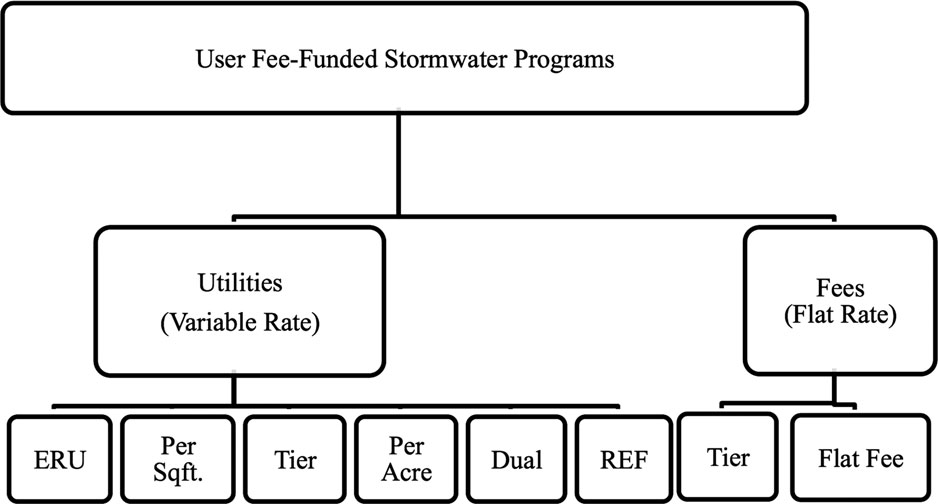 User Fee-Funded Stormwater Programs
Utilities
(Variable Rate)
Fees
(Flat Rate)
ERU
Per
Sqft.
Tier
Per
Acre
Dual
REF
Tier
Flat Fee